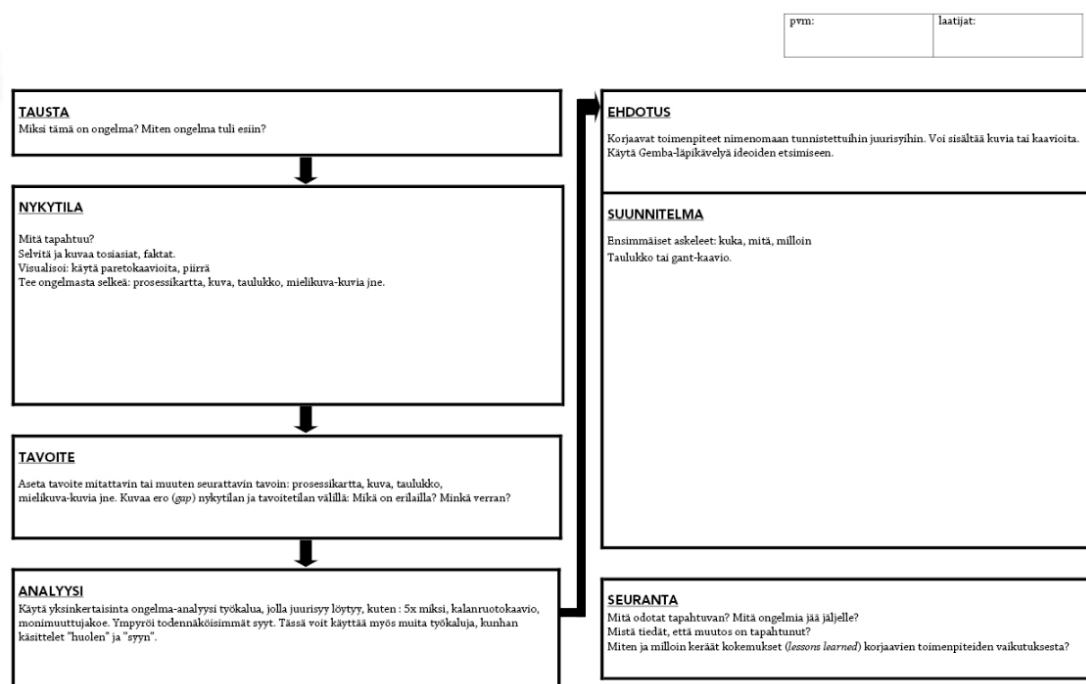 pvm:
laatijat:
TAUSTA
Miksi tämä on ongelma? Miten ongelma tuli esiin?
NYKYTILA
Mitä tapahtuu?
Selvitä ja kuvaa tosiasiat, faktat.
Visualisoi: käytä paretokaavioita, piirrä
Tee ongelmasta selkeä: prosessikartta, kuva, taulukko, mielikuva-kuvia jne.
TAVOITE
Aseta tavoite mitattavin tai muuten seurattavin tavoin: prosessikartta, kuva, taulukko,
mielikuva-kuvia jne. Kuvaa ero (gap) nykytilan ja tavoitetilan välillä: Mikä on erilailla? Minkä verran?
ANALYYSI
Käytä yksinkertaisinta ongelma-analyysi työkalua, jolla juurisyy löytyy, kuten : 5x miksi, kalanruotokaavio,
monimuuttujakoe. Ympyröi todennäköisimmät syyt. Tässä voit käyttää myös muita työkaluja, kunhan
käsittelet "huolen" ja "syyn".
EHDOTUS
Korjaavat toimenpiteet nimenomaan tunnistettuihin juurisyihin. Voi sisältää kuvia tai kaavioita.
Käytä Gemba-läpikävelyä ideoiden etsimiseen.
SUUNNITELMA
Ensimmäiset askeleet: kuka, mitä, milloin
Taulukko tai gant-kaavio.
SEURANTA
Mitä odotat tapahtuvan? Mitä ongelmia jää jäljelle?
Mistä tiedät, että muutos on tapahtunut?
Miten ja milloin keräät kokemukset (lessons learned) korjaavien toimenpiteiden vaikutuksesta?